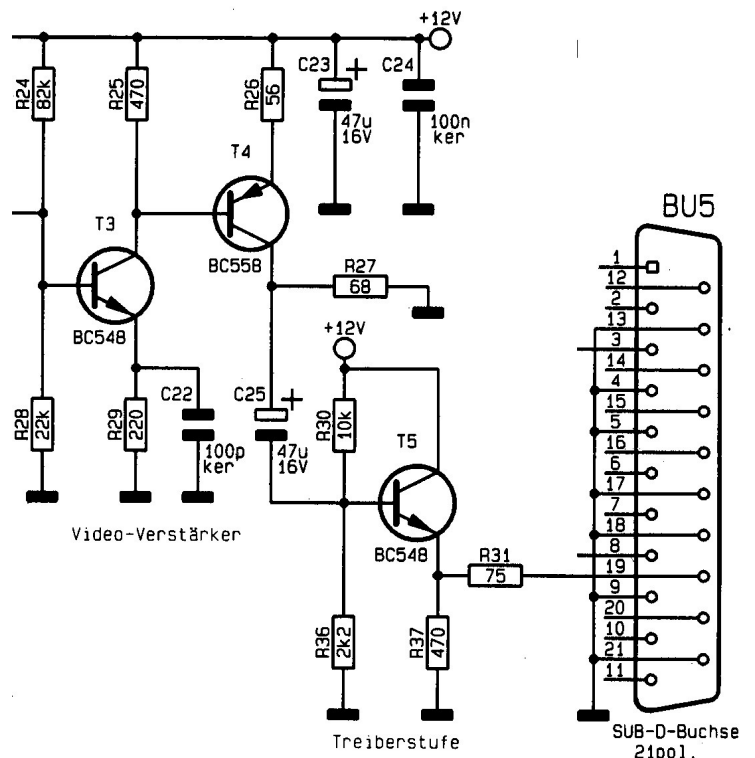 +12V
R24
82k
R25
470
R26
56
C23
+
47u
16V
C24
100n
ker
T4
BC558
T3
BC548
R27
68
+12V
R28
22k
R29
220
C22
100p
ker
C25
+
47u
16V
R30
10k
T5
BC548
Video-Verstärker
R31
75
R36
2k2
R37
470
Treiberstufe
BU5
1
12
2
13
3
14
4
15
5
16
6
17
7
18
8
19
9
20
10
21
11
SUB-D-Buchse
21pol.